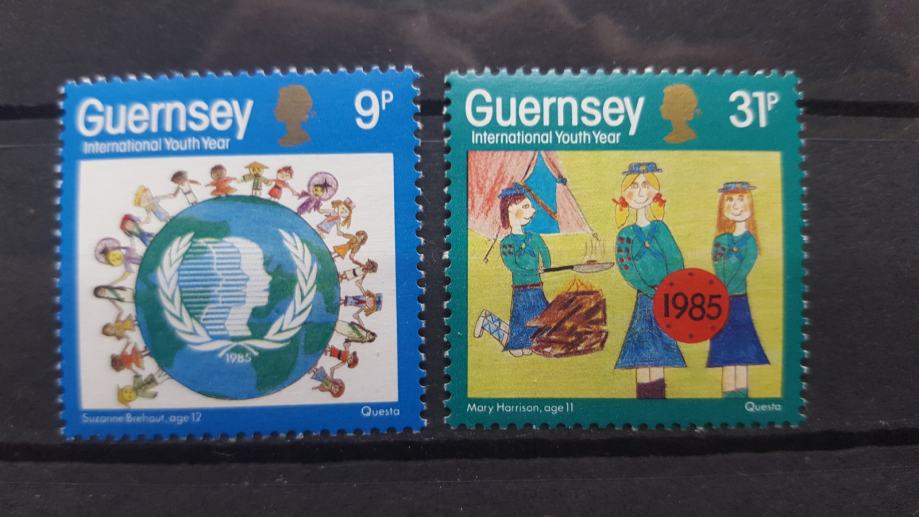 Guernsey 9P
International Youth Year
1985
Suzanne Brehaut, age 12 Questa
Guernsey 31P
International Youth Year
1985
Mary Harrison, age 11 Questa